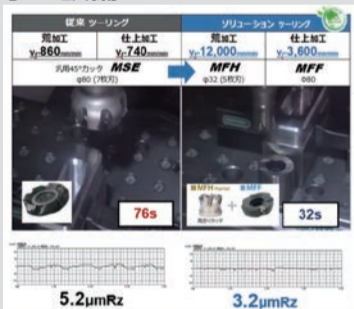 従来 ツーリング
ソリューション ツーリング
荒加工
仕上加工
荒加工
仕上加工
Vf=860mm/min
Vf=740mm/min
Vf=12,000mm/min
Vf=3,600mm/min
汎用45°カッタ MSE
φ80 (7枚刃)
MFH
φ32 (5枚刃)
MFF
Φ80
76s
MFH
MFF
+
32s
5.2μmRz
3.2μmRz